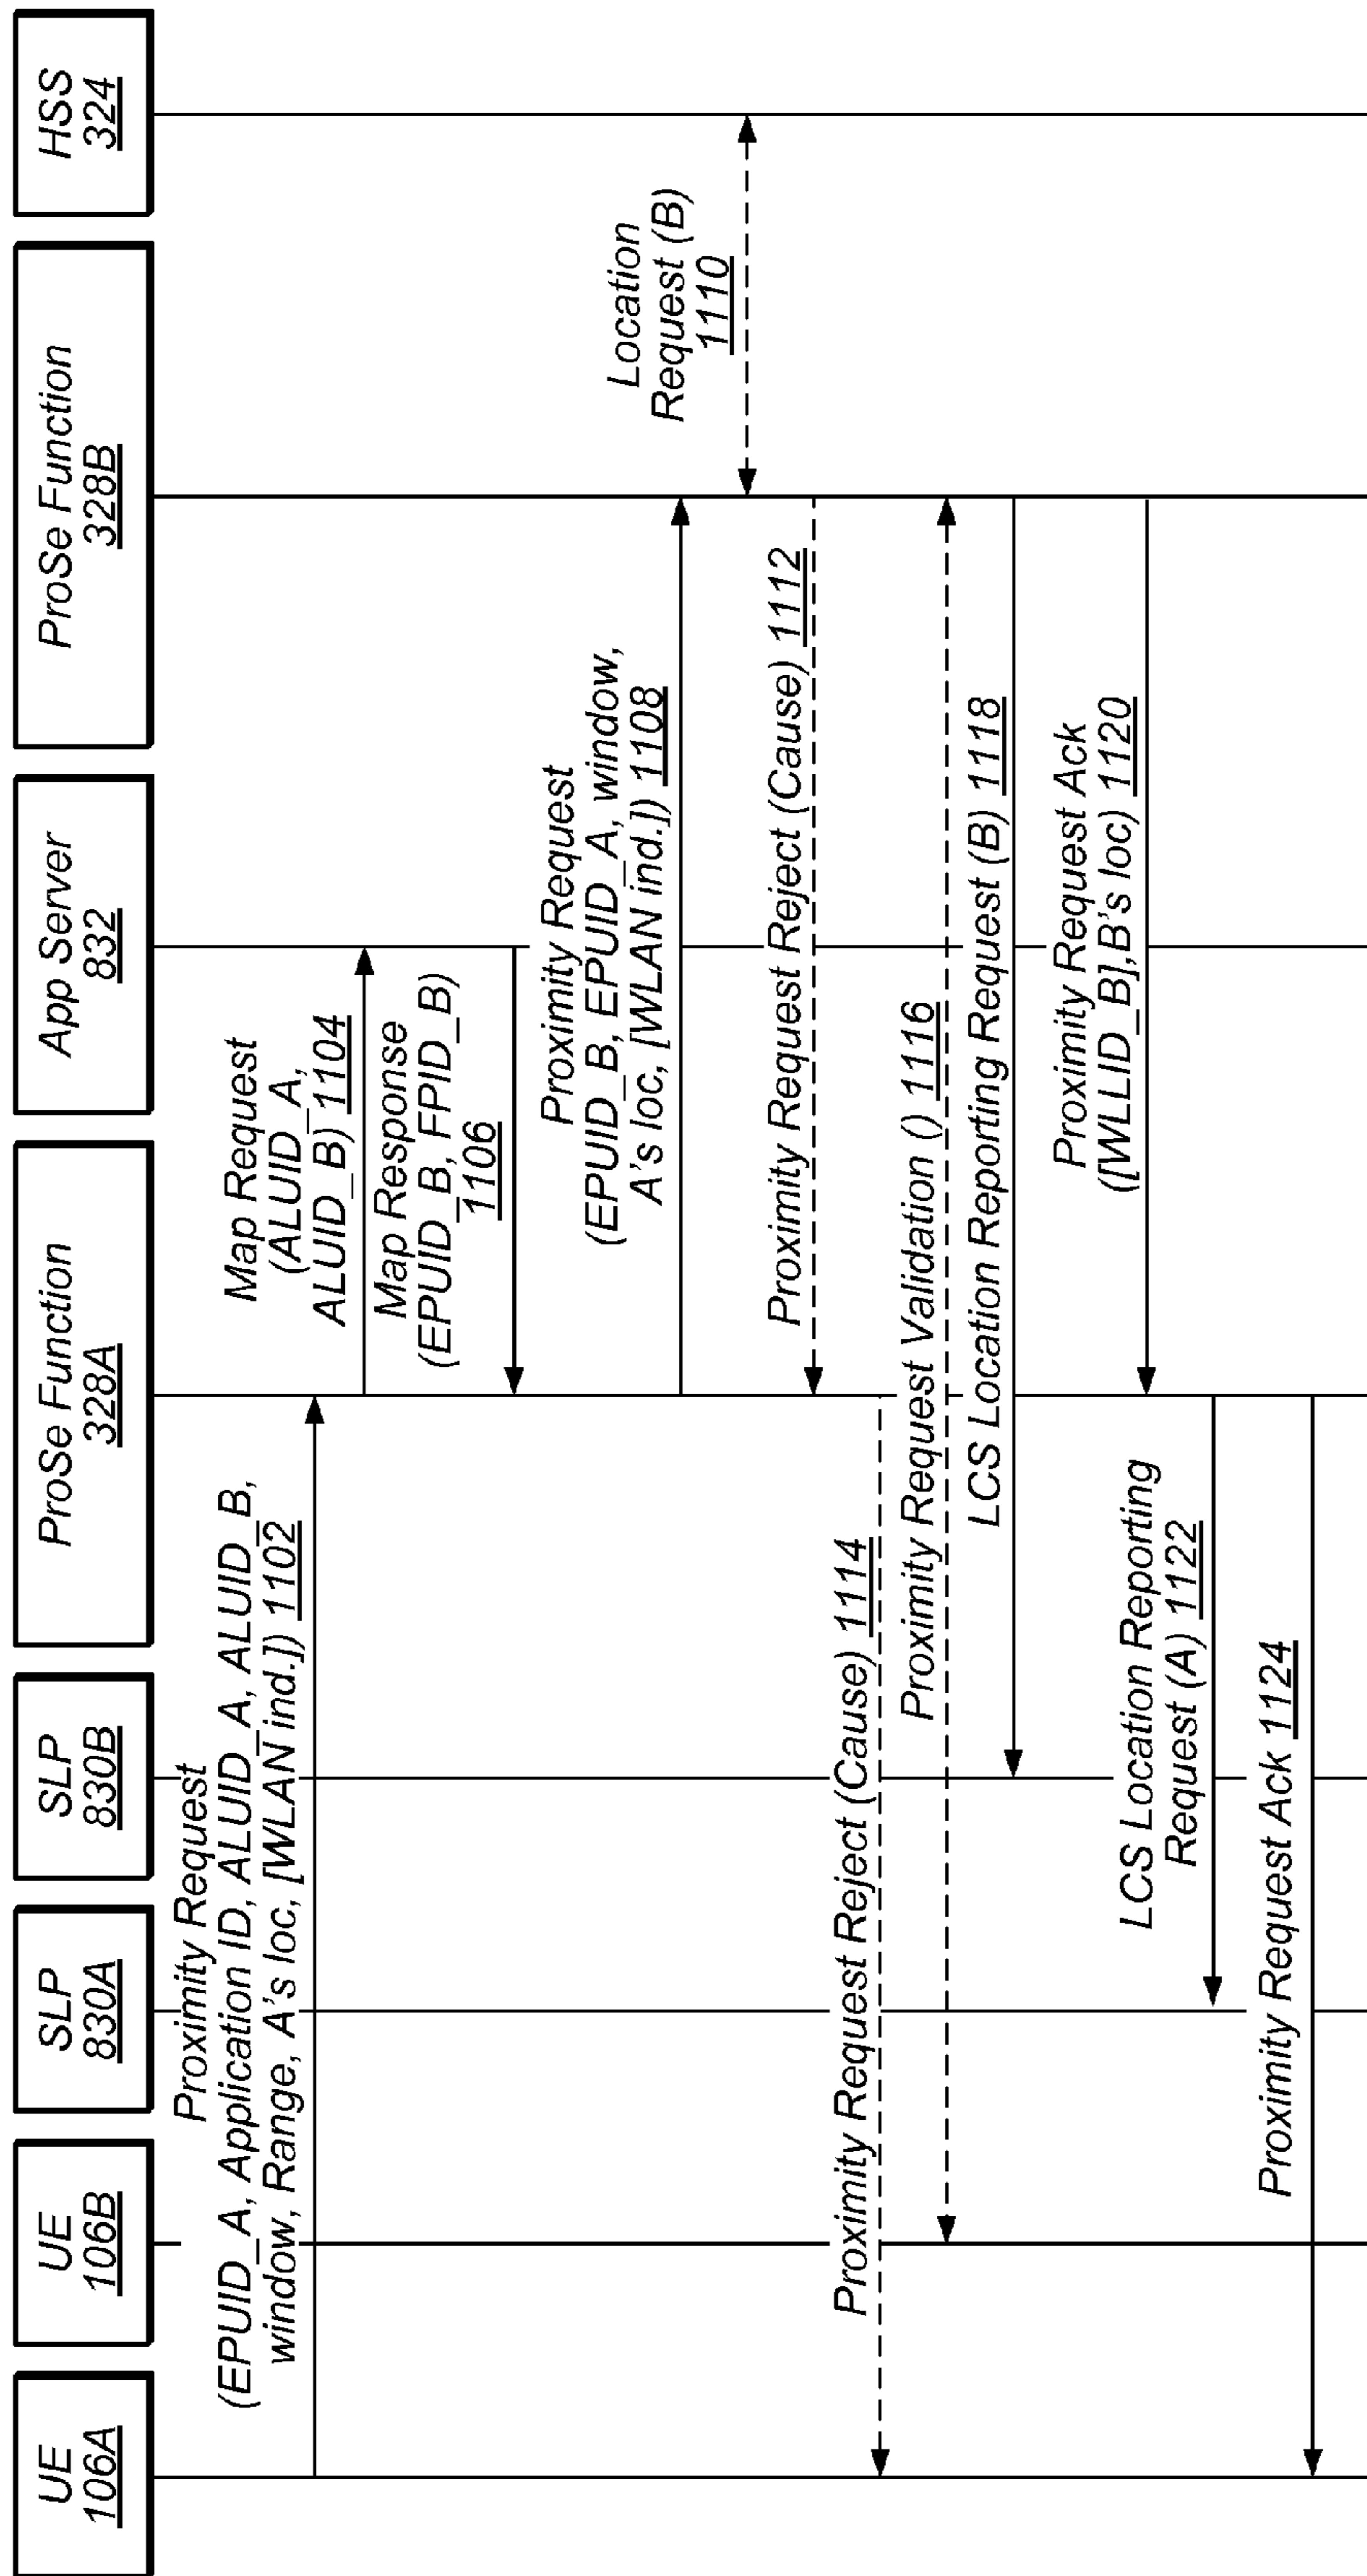 UE
106A
UE
106B
SLP
830A
SLP
830B
ProSe Function
328A
App Server
832
ProSe Function
328B
HSS
324
Proximity Request
(EPUID_A, Application ID, ALUID_A, ALUID_B,
window, Range, A's loc, [WLAN ind.]) 1102
Map Request
(ALUID_A,
ALUID_B) 1104
Map Response
(EPUID_B, FPID_B)
1106
Proximity Request
(EPUID_B, EPUID_A, window,
A's loc, [WLAN ind.]) 1108
Location
Request (B)
1110
Proximity Request Reject (Cause) 1112
Proximity Request Reject (Cause) 1114
Proximity Request Validation () 1116
LCS Location Reporting Request (B) 1118
Proximity Request Ack
([WLLID_B],B's loc) 1120
LCS Location Reporting
Request (A) 1122
Proximity Request Ack 1124